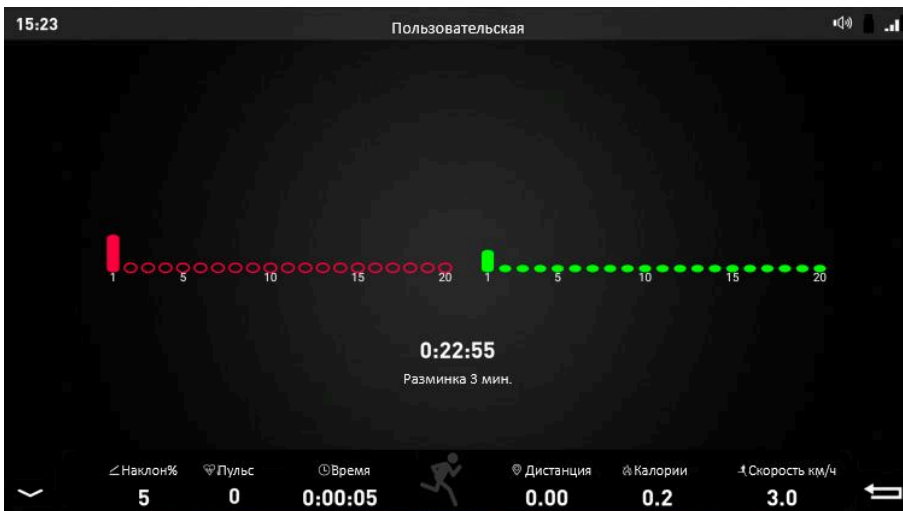 15:23
Пользовательская
1 5 10 15 20 1 5 10 15 20
0:22:55
Разминка 3 мин.
Наклон% Пульс Время Дистанция Калории Скорость км/ч
5 0 0:00:05 0.00 0.2 3.0